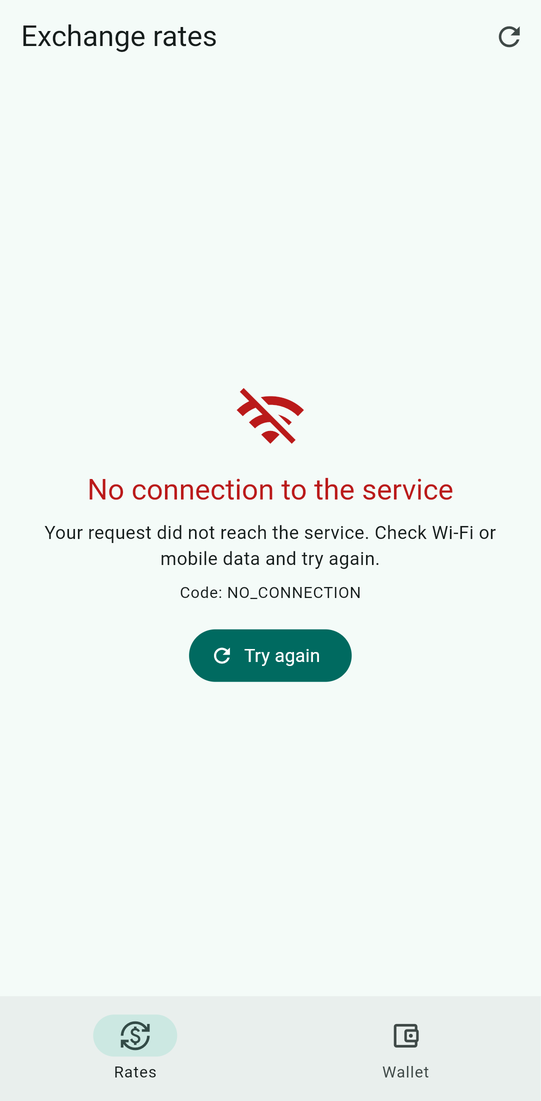 Exchange rates
No connection to the service
Your request did not reach the service. Check Wi-Fi or
mobile data and try again.
Code: NO_CONNECTION
Try again
Rates
Wallet